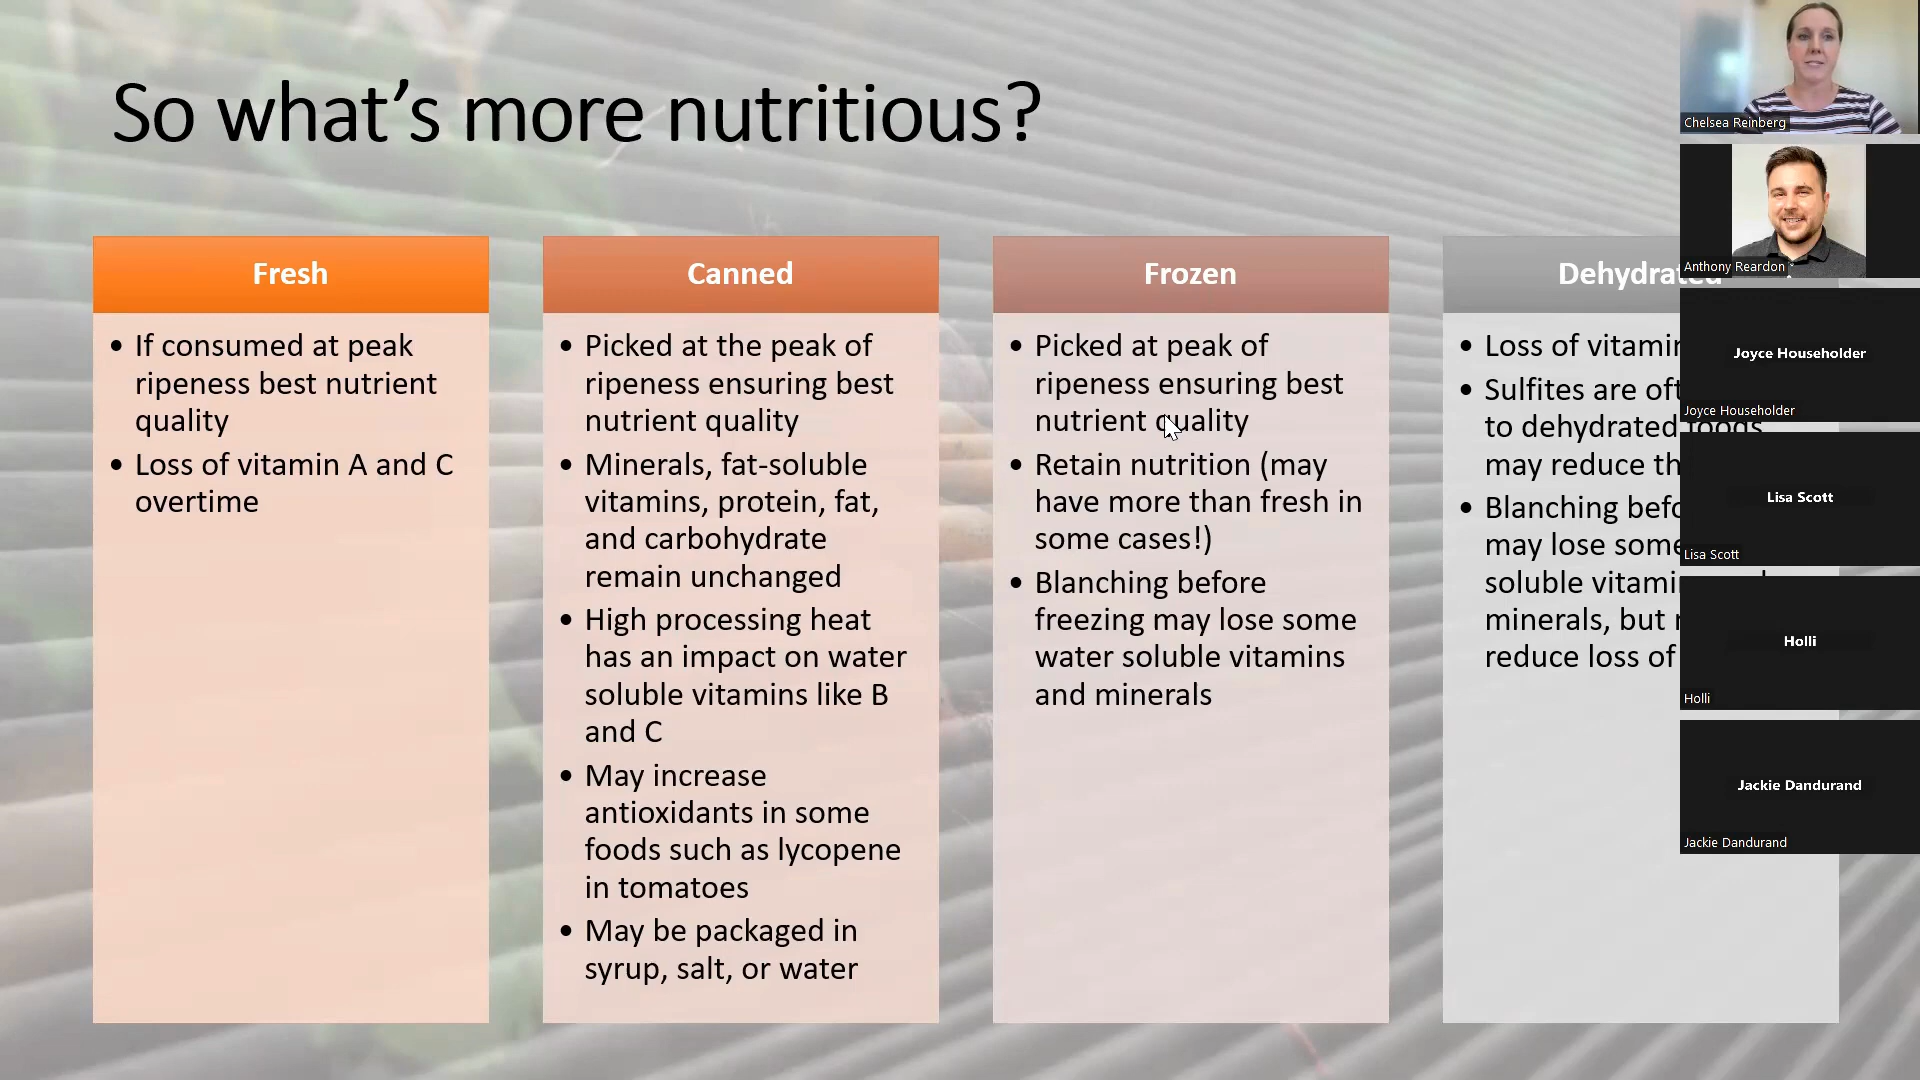 So what's more nutritious?
Fresh
• If consumed at peak
ripeness best nutrient
quality
• Loss of vitamin A and C
overtime
Canned
• Picked at the peak of
ripeness ensuring best
nutrient quality
• Minerals, fat-soluble
vitamins, protein, fat,
and carbohydrate
remain unchanged
• High processing heat
has an impact on water
soluble vitamins like B
and C
• May increase
antioxidants in some
foods such as lycopene
in tomatoes
• May be packaged in
syrup, salt, or water
Frozen
• Picked at peak of
ripeness ensuring best
nutrient quality
• Retain nutrition (may
have more than fresh in
some cases!)
• Blanching before
freezing may lose some
water soluble vitamins
and minerals
Dehydrated
• Loss of
• Sulfites are
to dehydrated foods
may reduce
• Blanching
may lose some
soluble
minerals, but
reduce loss of
Chelsea Reinberg
Anthony Reardon
Joyce Householder
Joyce Householder
Lisa Scott
Lisa Scott
Holli
Holli
Jackie Dandurand
Jackie Dandurand